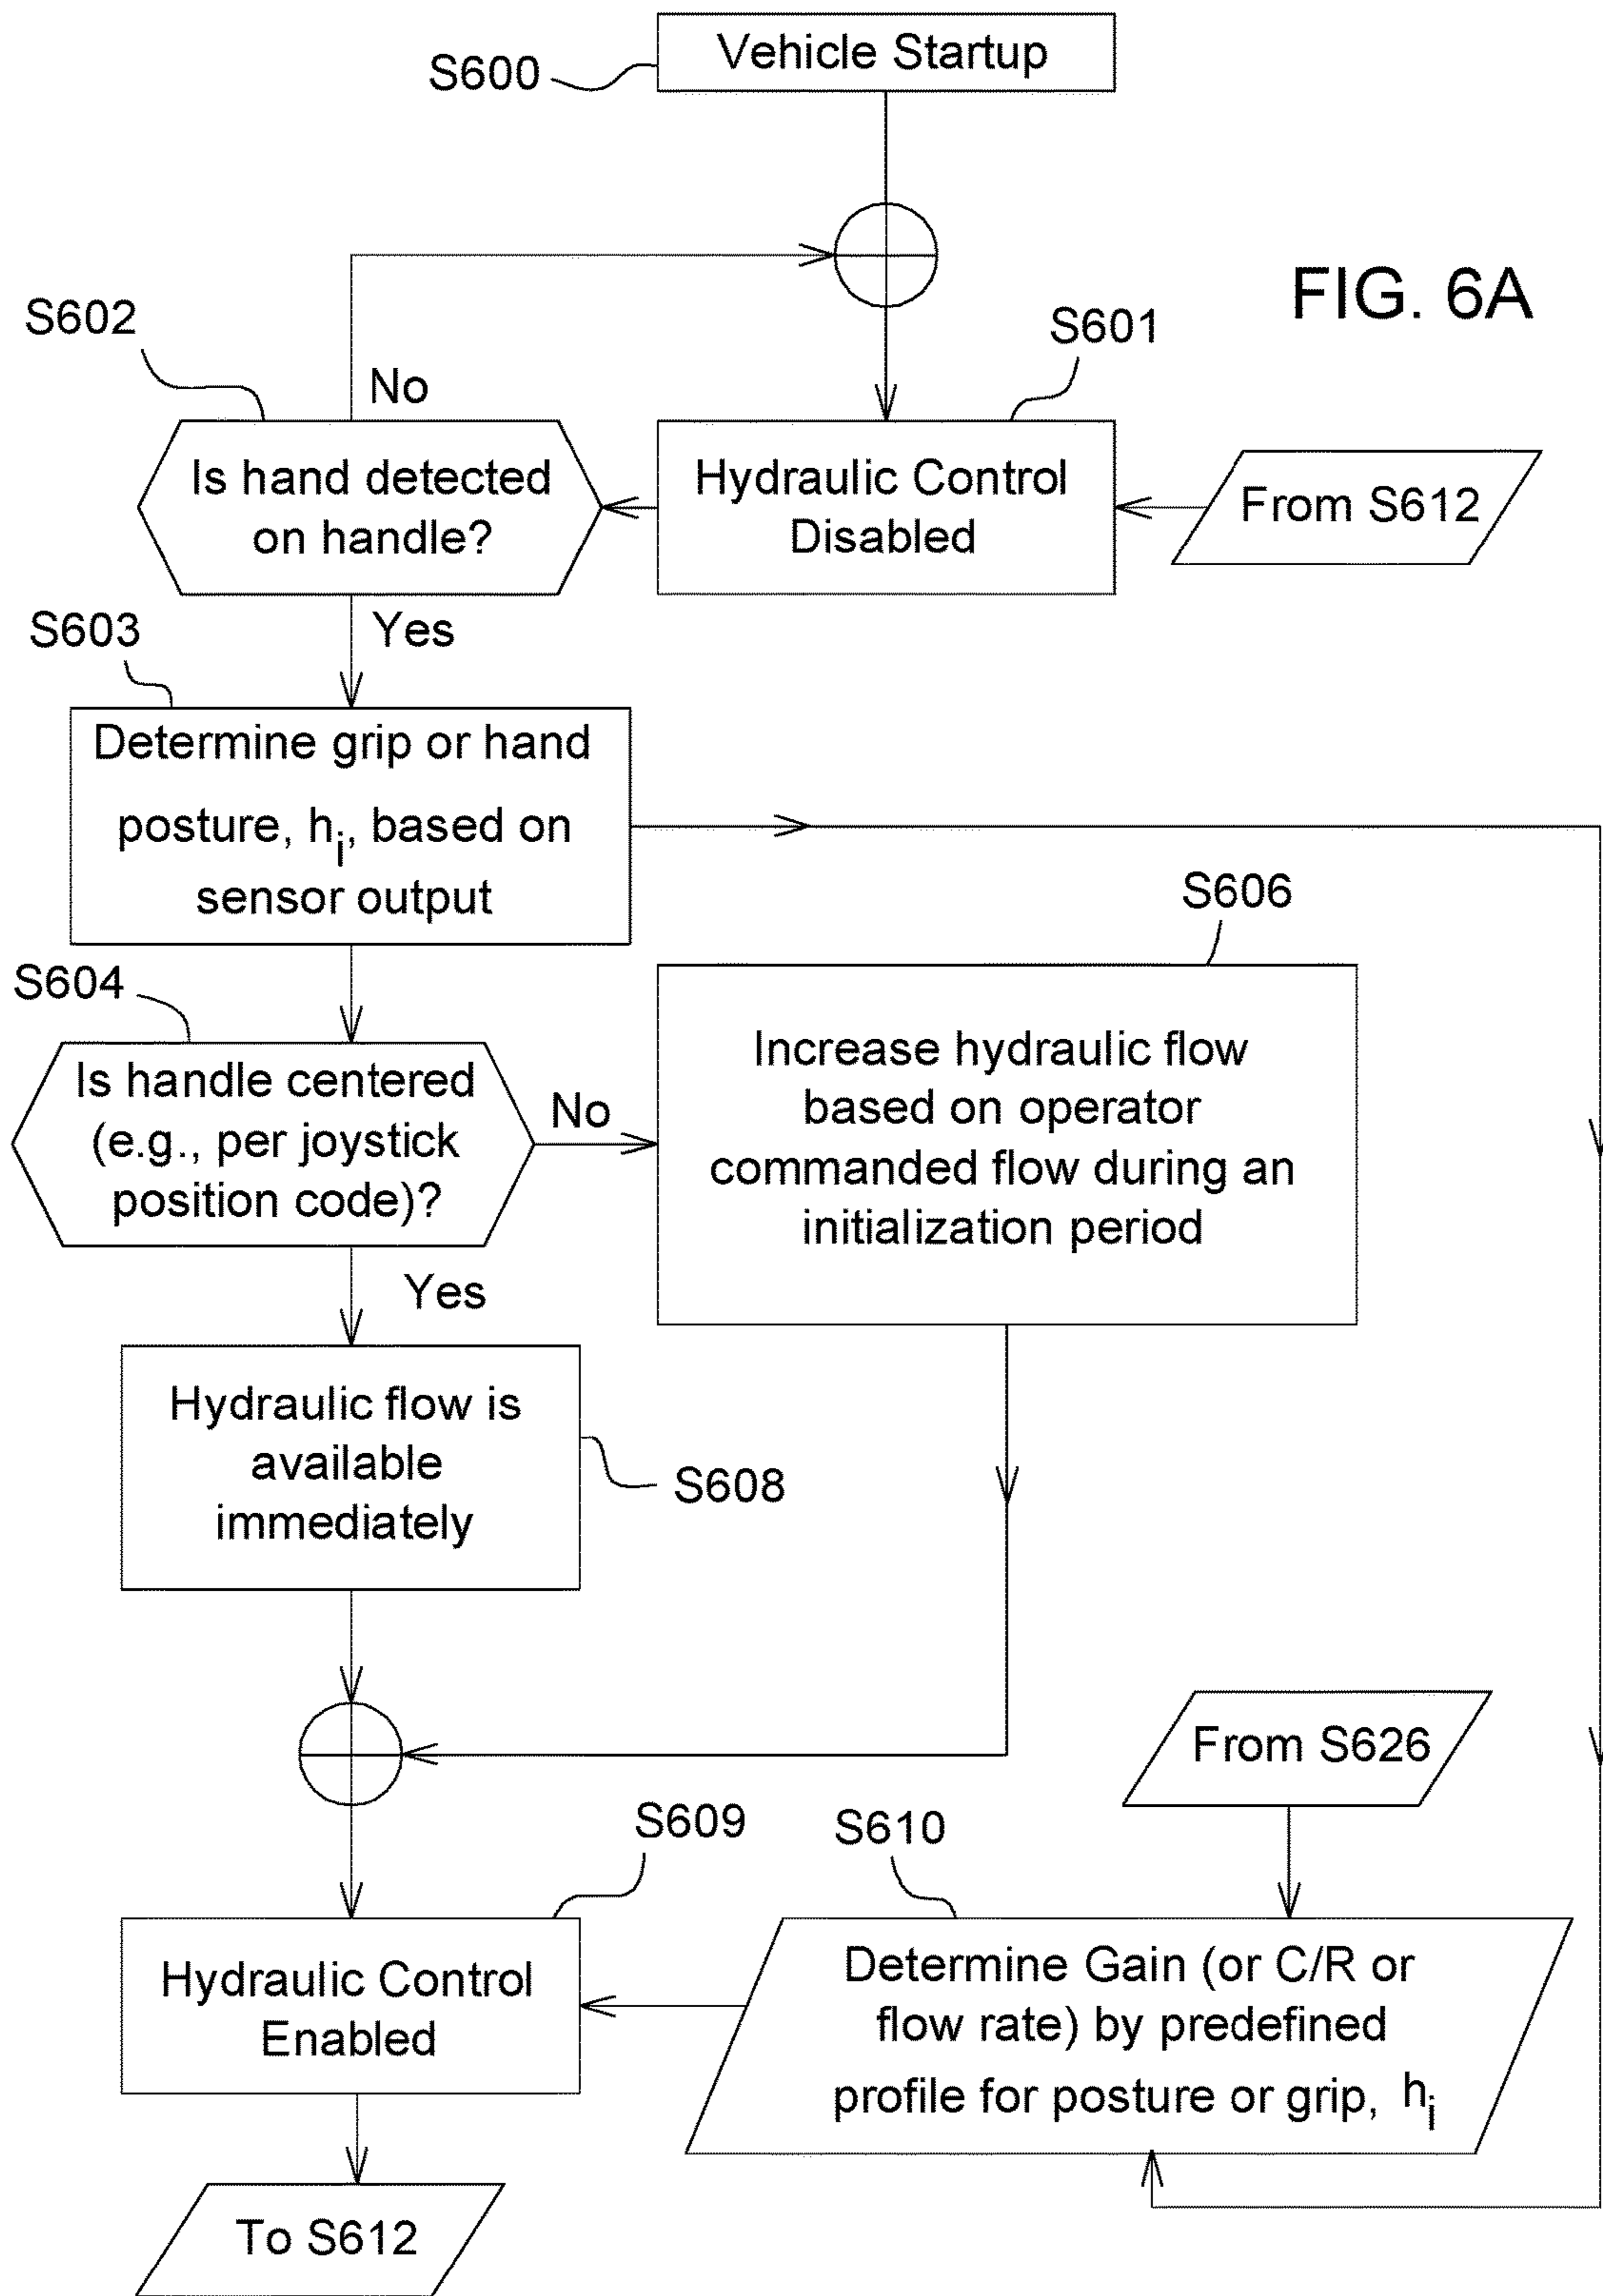 S600
Vehicle Startup
FIG. 6A
S602
S601
No
Is hand detected
on handle?
Hydraulic Control
Disabled
From S612
Yes
S603
Determine grip or hand
posture, hi, based on
sensor output
S606
S604
Is handle centered
(e.g., per joystick
position code)?
No
Increase hydraulic flow
based on operator
commanded flow during an
initialization period
Yes
Hydraulic flow is
available
immediately
S608
From S626
S609
S610
Hydraulic Control
Enabled
Determine Gain (or C/R or
flow rate) by predefined
profile for posture or grip, hi
To S612